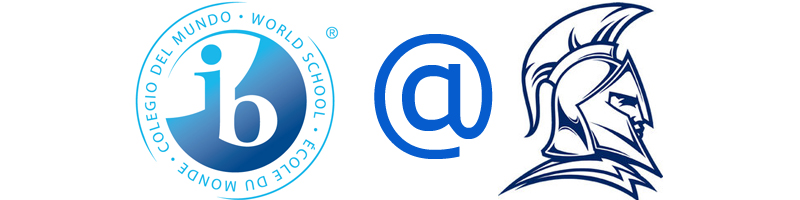 COLEGIO DEL MUNDO · WORLD SCHOOL · ÉCOLE DU MONDE ·
®
ib
@